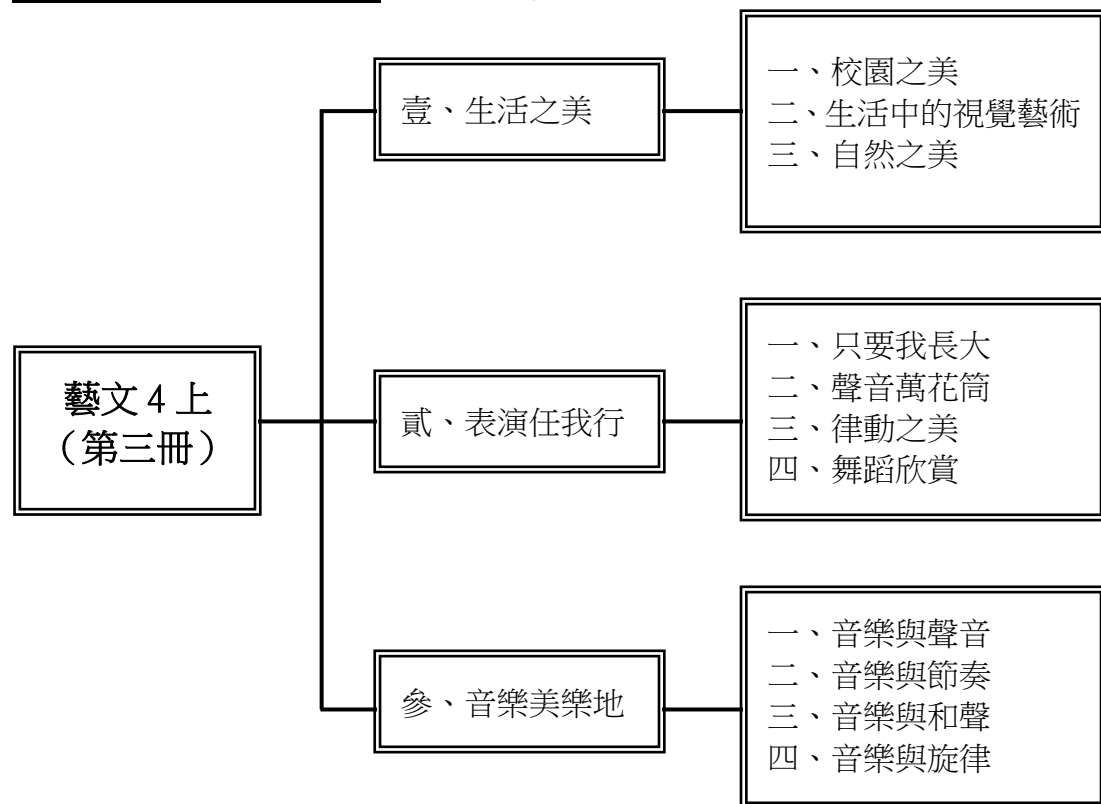 藝文4上
（第三冊）
壹、生活之美
一、校園之美
二、生活中的視覺藝術
三、自然之美
貳、表演任我行
一、只要我長大
二、聲音萬花筒
三、律動之美
四、舞蹈欣賞
參、音樂美樂地
一、音樂與聲音
二、音樂與節奏
三、音樂與和聲
四、音樂與旋律